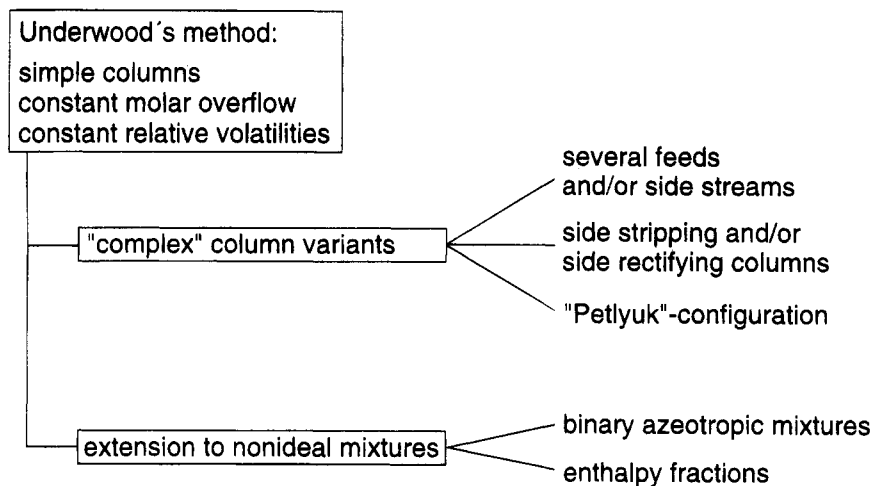 Underwood´s method:
simple columns
constant molar overflow
constant relative volatilities
"complex" column variants
several feeds
and/or side streams
side stripping and/or
side rectifying columns
"Petlyuk"-configuration
extension to nonideal mixtures
binary azeotropic mixtures
enthalpy fractions